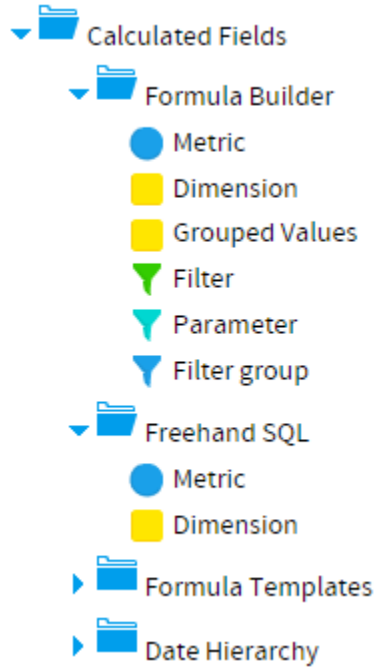 Calculated Fields
Formula Builder
Metric
Dimension
Grouped Values
Filter
Parameter
Filter group
Freehand SQL
Metric
Dimension
Formula Templates
Date Hierarchy